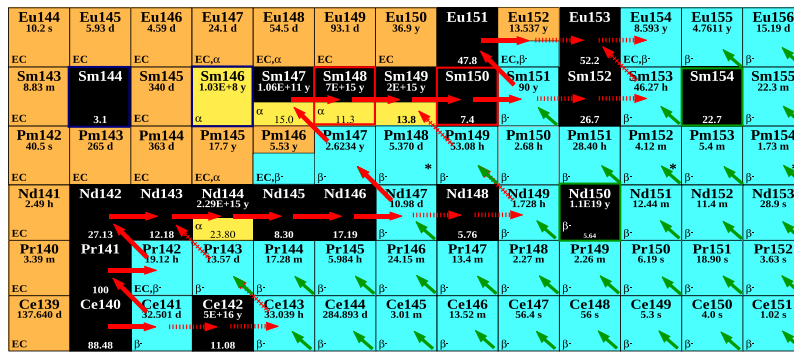 Eu144 Eu145 Eu146 Eu147 Eu148 Eu149 Eu150 Eu151 Eu152 Eu153 Eu154 Eu155 Eu156
10.2 s 5.93 d 4.59 d 24.1 d 54.5 d 93.1 d 36.9 y 13.537 y 8.593 y 4.7611 y 15.19 d
EC EC EC EC,α EC,α EC EC 47.8 EC,β- 52.2 EC,β- β- β-
Sm143 Sm144 Sm145 Sm146 Sm147 Sm148 Sm149 Sm150 Sm151 Sm152 Sm153 Sm154 Sm155
8.83 m 340 d 1.03E+8 y 1.06E+11 y 7E+15 y 2E+15 y 90 y 46.27 h 22.3 m
EC 3.1 EC α α 15.0 α 11.3 13.8 7.4 β- 26.7 β- 22.7 β-
Pm142 Pm143 Pm144 Pm145 Pm146 Pm147 Pm148 Pm149 Pm150 Pm151 Pm152 Pm153 Pm154
40.5 s 265 d 363 d 17.7 y 5.53 y 2.6234 y 5.370 d 53.08 h 2.68 h 28.40 h 4.12 m 5.4 m 1.73 m
* * *
EC EC EC EC,α EC,β- β- β- β- β- β- β- β- β-
Nd141 Nd142 Nd143 Nd144 Nd145 Nd146 Nd147 Nd148 Nd149 Nd150 Nd151 Nd152 Nd153
2.49 h 2.29E+15 y 10.98 d 1.728 h 1.1E19 y 12.44 m 11.4 m 28.9 s
EC 27.13 12.18 α 23.80 8.30 17.19 β- 5.76 β- β- 5.64 β- β- β-
Pr140 Pr141 Pr142 Pr143 Pr144 Pr145 Pr146 Pr147 Pr148 Pr149 Pr150 Pr151 Pr152
3.39 m 19.12 h 13.57 d 17.28 m 5.984 h 24.15 m 13.4 m 2.27 m 2.26 m 6.19 s 18.90 s 3.63 s
EC 100 EC,β- β- β- β- β- β- β- β- β- β- β-
Ce139 Ce140 Ce141 Ce142 Ce143 Ce144 Ce145 Ce146 Ce147 Ce148 Ce149 Ce150 Ce151
137.640 d 32.501 d 5E+16 y 33.039 h 284.893 d 3.01 m 13.52 m 56.4 s 56 s 5.3 s 4.0 s 1.02 s
EC 88.48 β- 11.08 β- β- β- β- β- β- β- β- β-